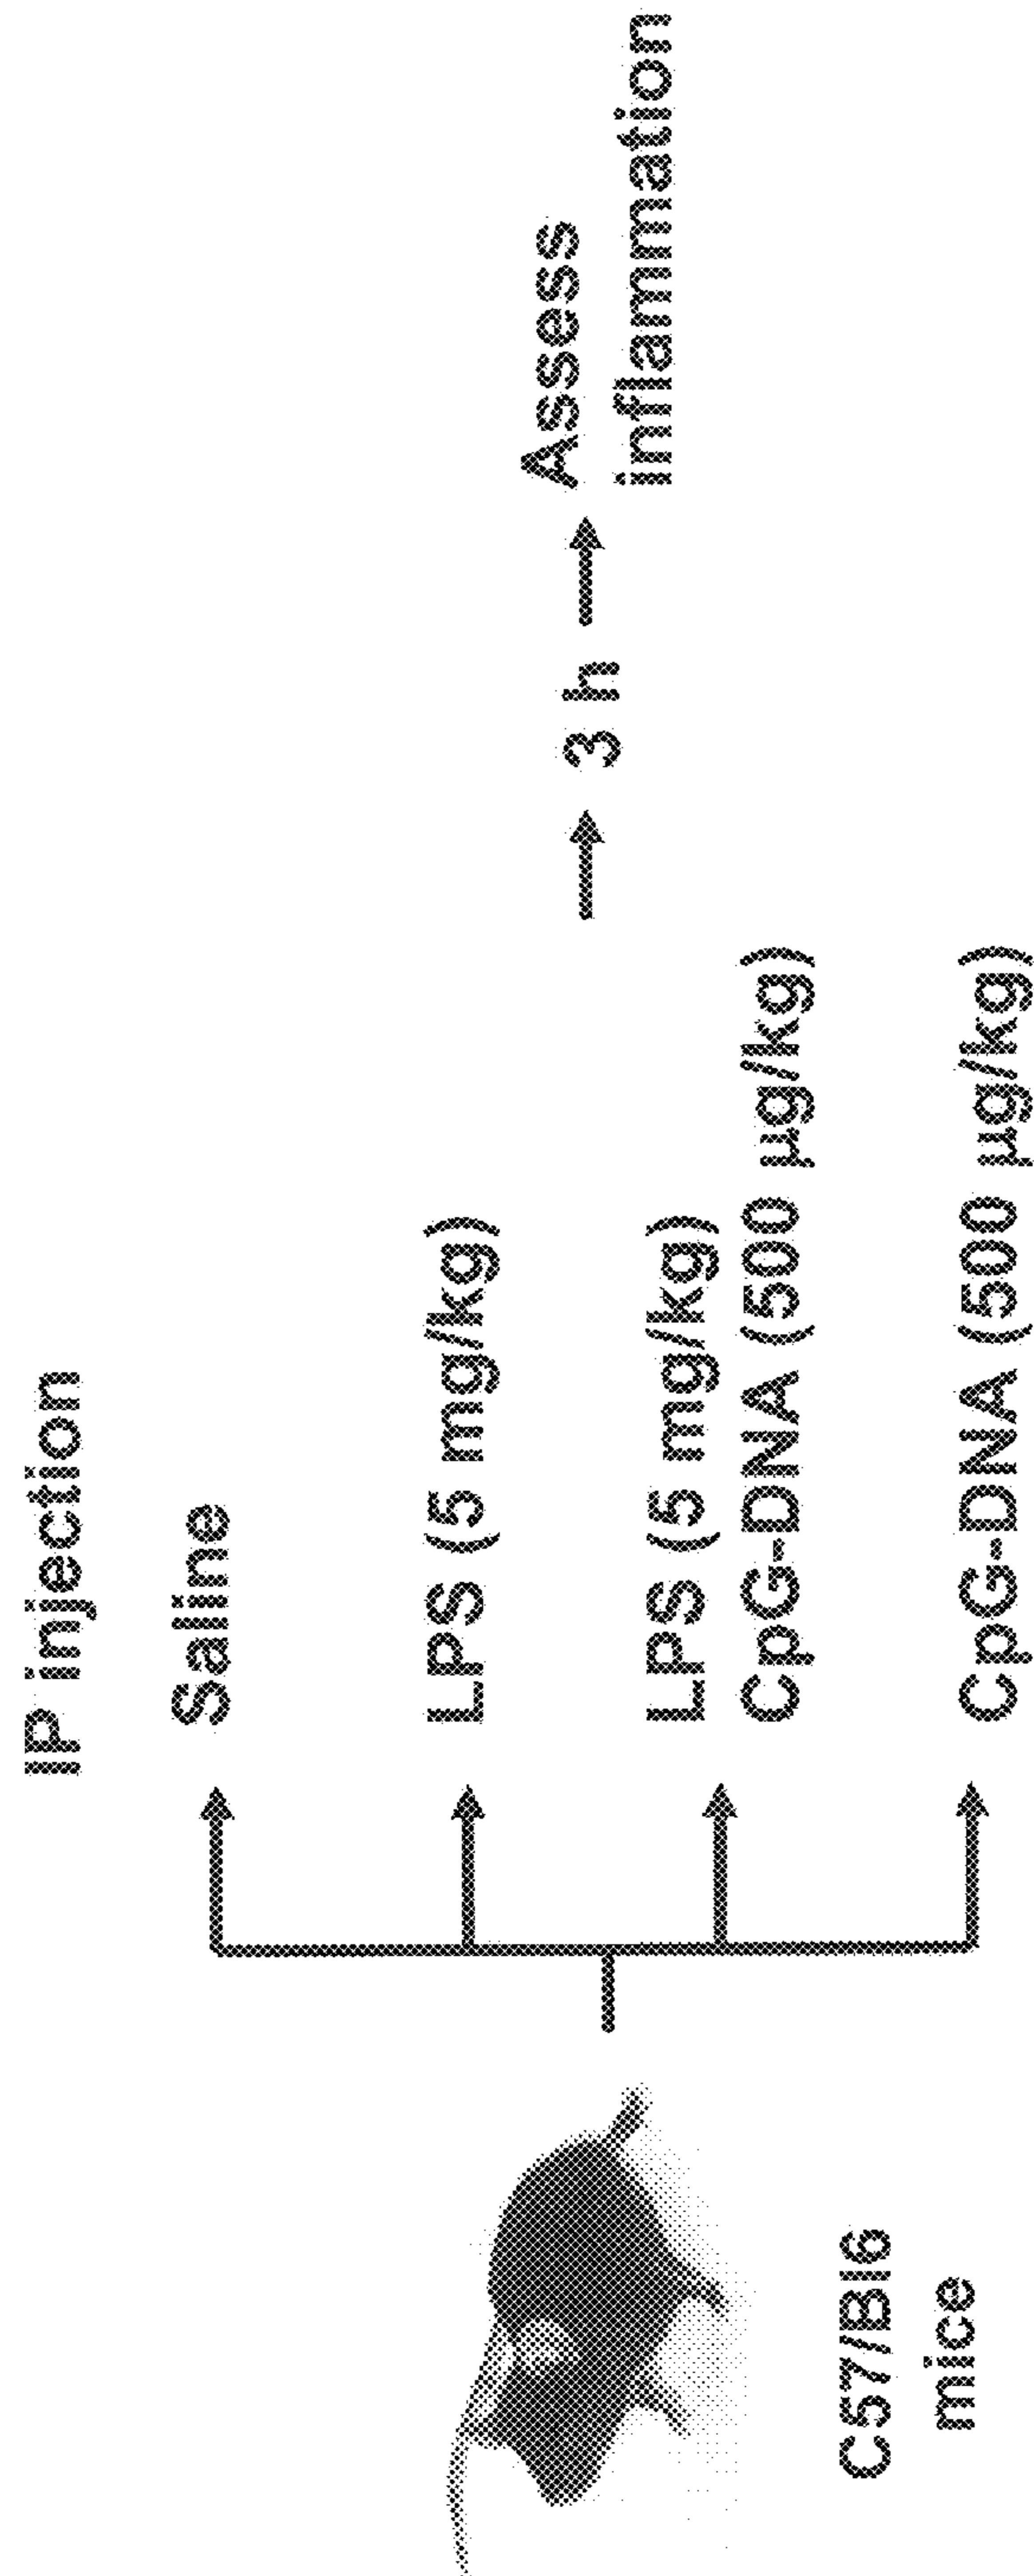 IP injection
Saline
LPS (5 mg/kg)
LPS (5 mg/kg)
CpG-DNA (500 µg/kg)
CpG-DNA (500 µg/kg)
C57/Bl6
mice
3 h
Assess
inflammation